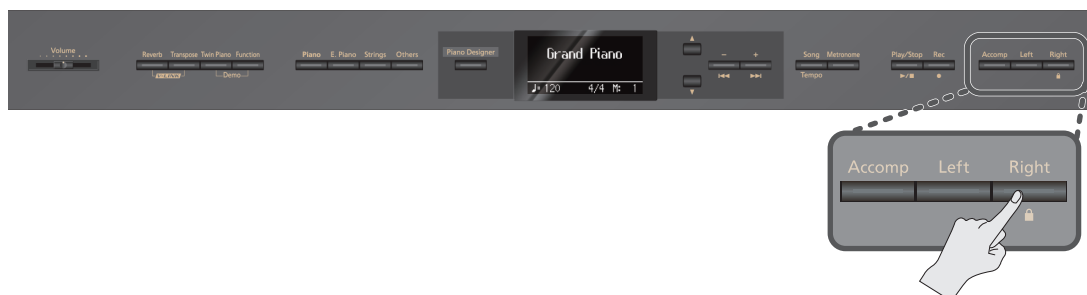 Volume
Reverb Transpose Twin Piano Function
V-LINK
Demo
Piano E. Piano Strings Others
Piano Designer
Grand Piano
♩= 120 4/4 M: 1
▲
▼
− +
Song Metronome
Tempo
Play/Stop Rec
Accomp Left Right
Accomp Left Right